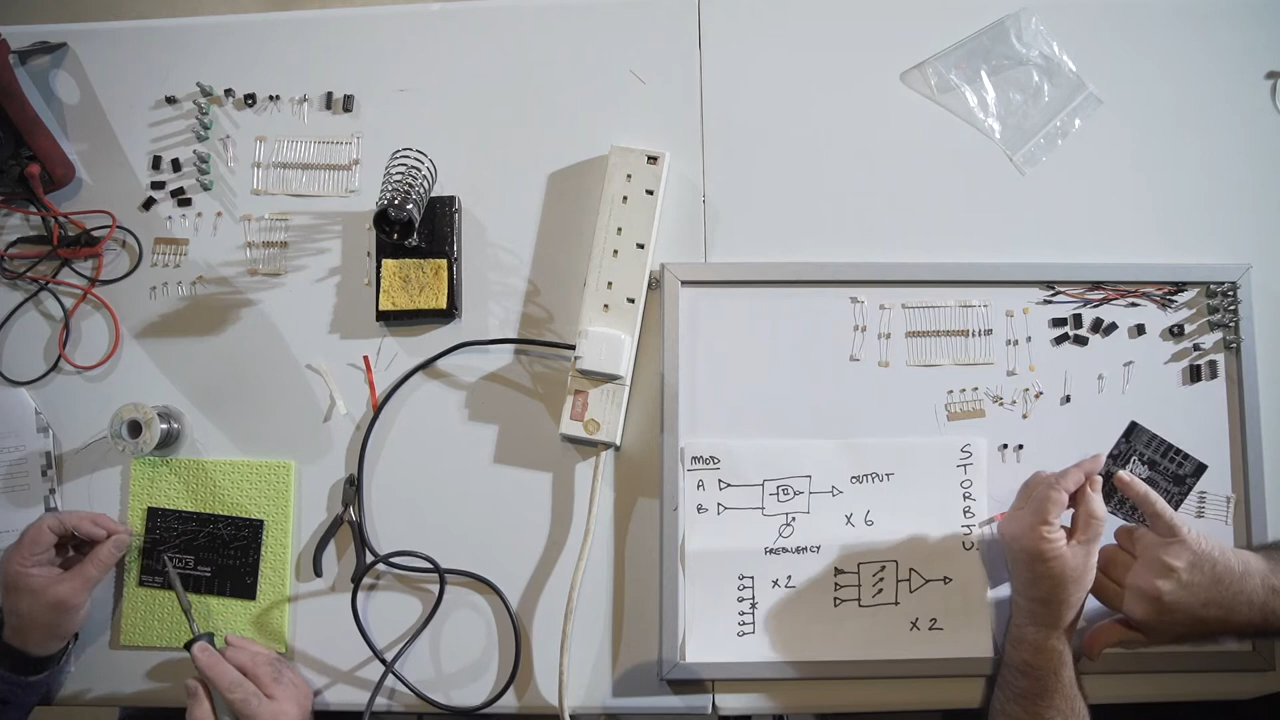 MOD
A
B
OUTPUT
X 6
FREQUENCY
X 2
X 2
STORBJU.